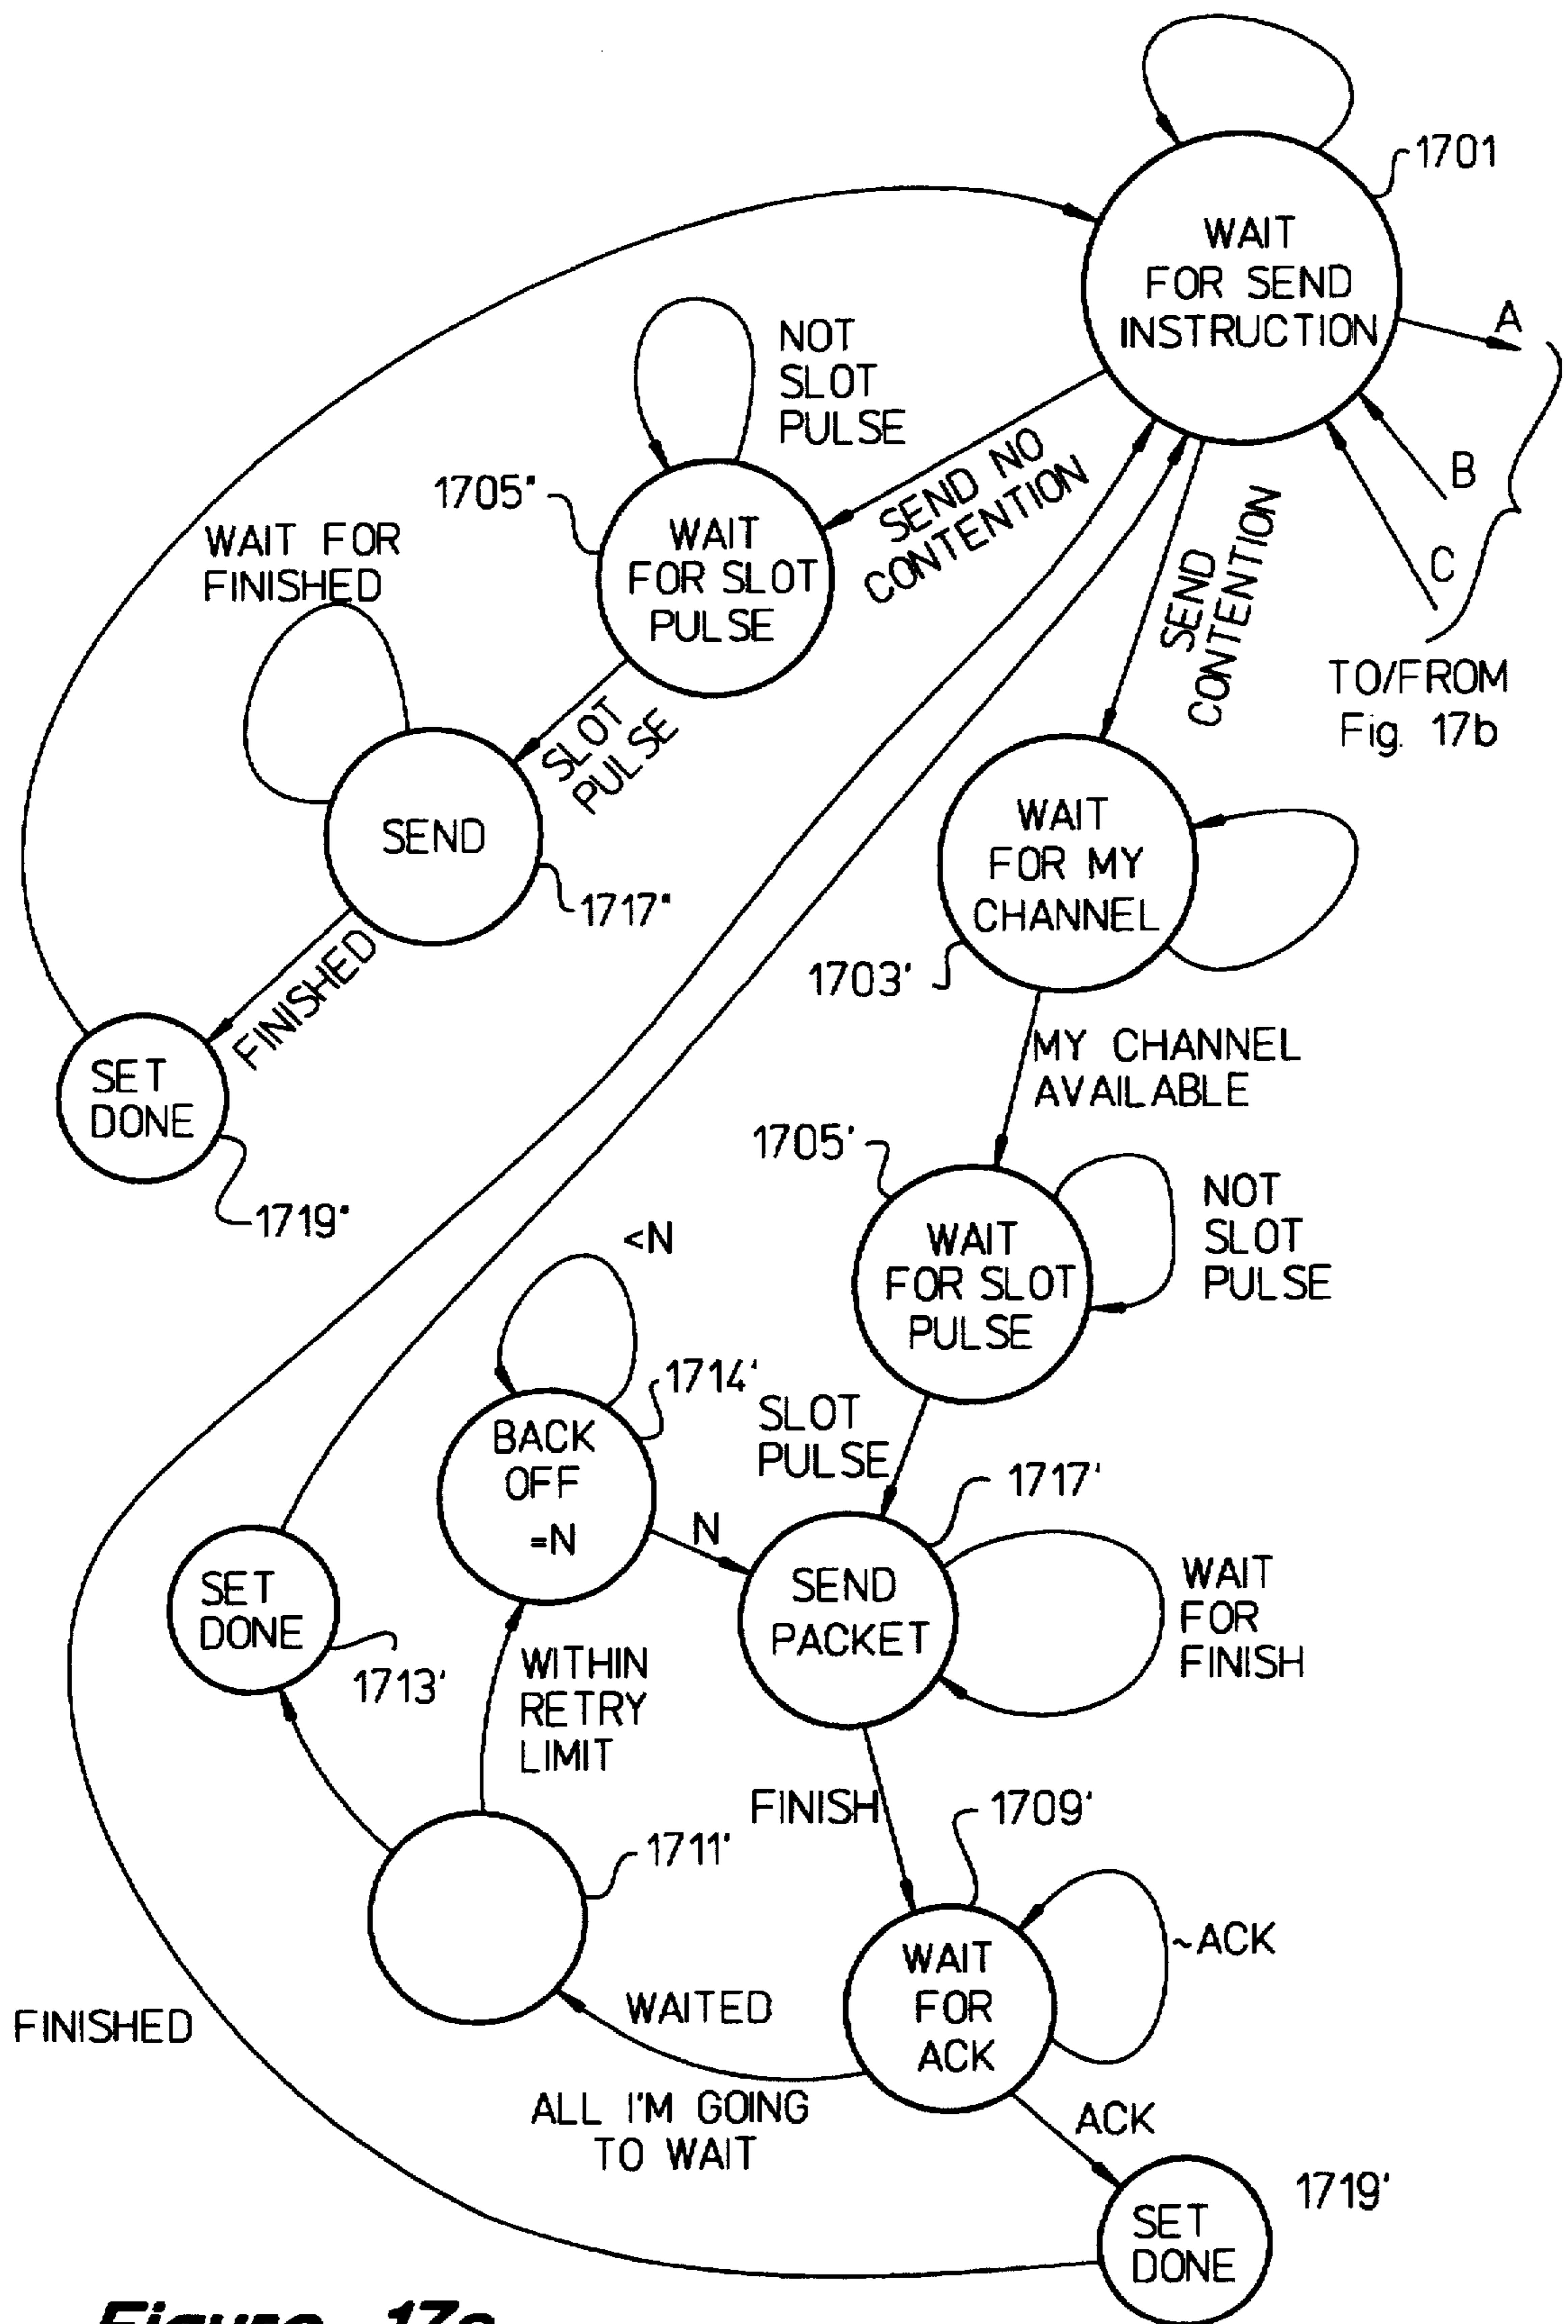 1701
WAIT
FOR SEND
INSTRUCTION
A
B
C
TO/FROM
Fig. 17b
NOT
SLOT
PULSE
SEND NO
CONTENTION
SEND
CONTENTION
1705"
WAIT
FOR SLOT
PULSE
WAIT FOR
FINISHED
SLOT
PULSE
SEND
1717"
FINISHED
SET
DONE
1719"
WAIT
FOR MY
CHANNEL
1703'
MY CHANNEL
AVAILABLE
1705'
WAIT
FOR SLOT
PULSE
NOT
SLOT
PULSE
<N
1714'
BACK
OFF
=N
N
SLOT
PULSE
1717'
SEND
PACKET
WAIT
FOR
FINISH
SET
DONE
1713'
WITHIN
RETRY
LIMIT
FINISH
1709'
1711'
WAIT
FOR
ACK
~ACK
WAITED
ALL I'M GOING
TO WAIT
FINISHED
ACK
1719'
SET
DONE